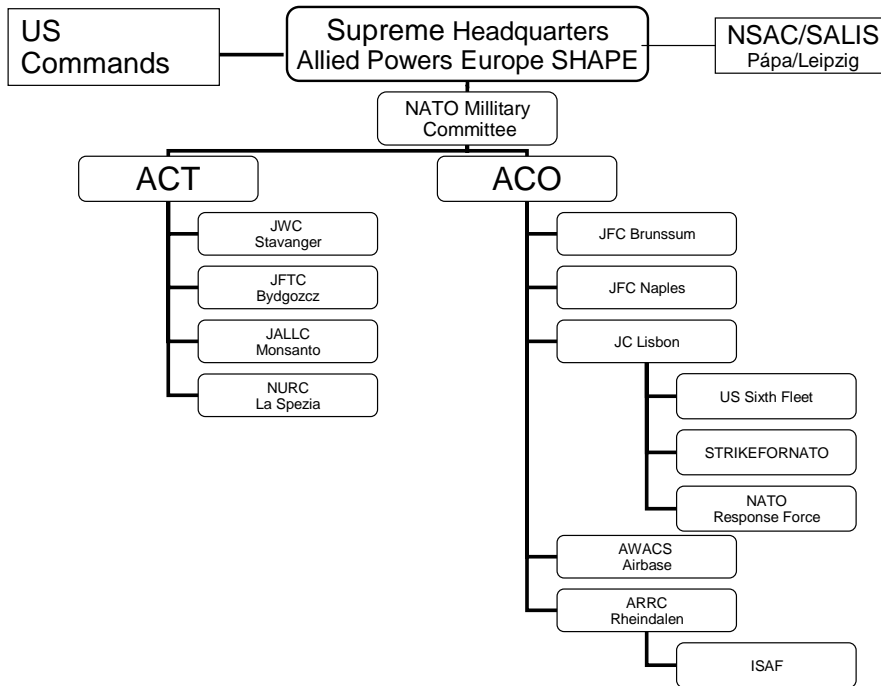 US
Commands
Supreme Headquarters
Allied Powers Europe SHAPE
NSAC/SALIS
Pápa/Leipzig
NATO Millitary
Committee
ACT
ACO
JWC
Stavanger
JFTC
Bydgozcz
JALLC
Monsanto
NURC
La Spezia
JFC Brunssum
JFC Naples
JC Lisbon
US Sixth Fleet
STRIKEFORNATO
NATO
Response Force
AWACS
Airbase
ARRC
Rheindalen
ISAF